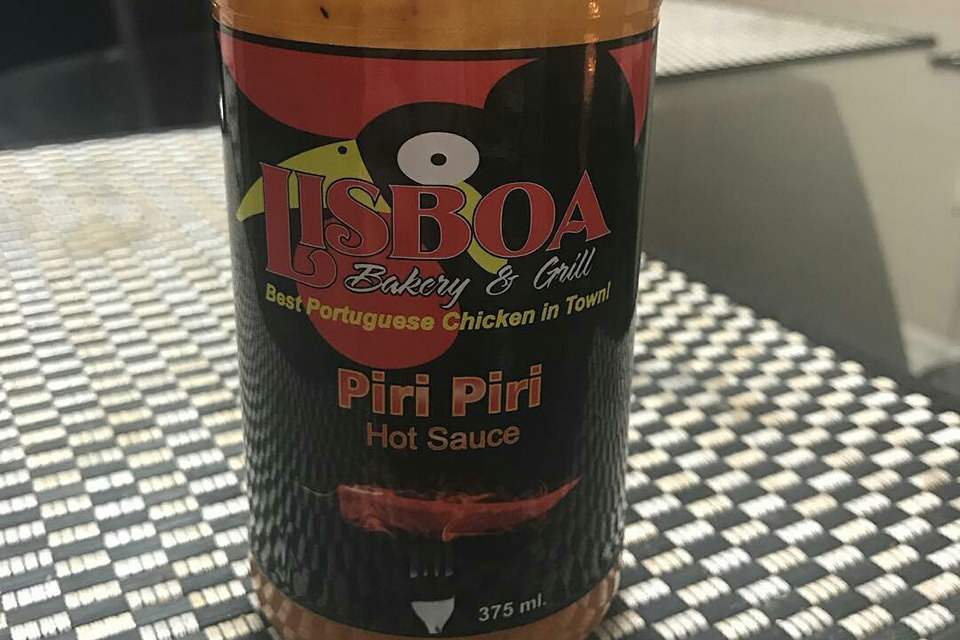 LISBOA
Bakery & Grill
Best Portuguese Chicken in Town!
Piri Piri
Hot Sauce
375 ml.